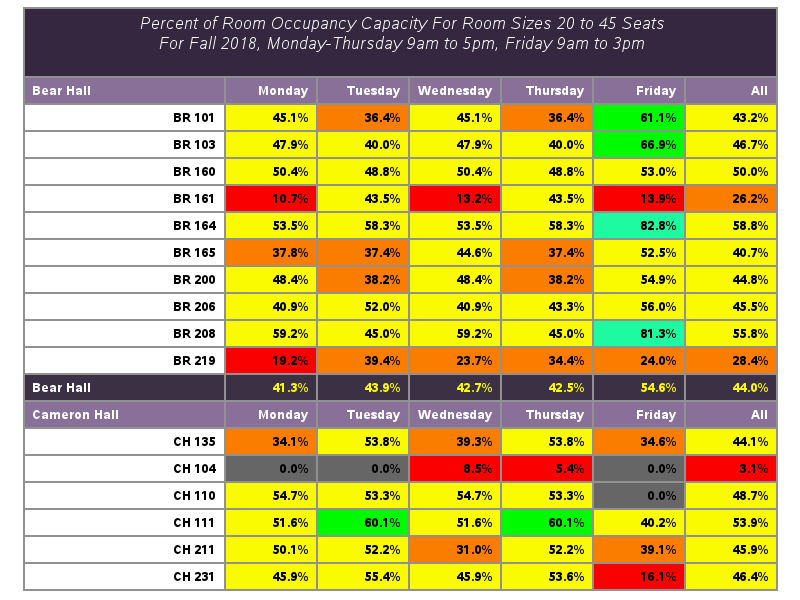 Percent of Room Occupancy Capacity For Room Sizes 20 to 45 Seats
For Fall 2018, Monday-Thursday 9am to 5pm, Friday 9am to 3pm
Bear Hall Monday Tuesday Wednesday Thursday Friday All
BR 101 45.1% 36.4% 45.1% 36.4% 61.1% 43.2%
BR 103 47.9% 40.0% 47.9% 40.0% 66.9% 46.7%
BR 160 50.4% 48.8% 50.4% 48.8% 53.0% 50.0%
BR 161 10.7% 43.5% 13.2% 43.5% 13.9% 26.2%
BR 164 53.5% 58.3% 53.5% 58.3% 82.8% 58.8%
BR 165 37.8% 37.4% 44.6% 37.4% 52.5% 40.7%
BR 200 48.4% 38.2% 48.4% 38.2% 54.9% 44.8%
BR 206 40.9% 52.0% 40.9% 43.3% 56.0% 45.5%
BR 208 59.2% 45.0% 59.2% 45.0% 81.3% 55.8%
BR 219 19.2% 39.4% 23.7% 34.4% 24.0% 28.4%
Bear Hall 41.3% 43.9% 42.7% 42.5% 54.6% 44.0%
Cameron Hall Monday Tuesday Wednesday Thursday Friday All
CH 135 34.1% 53.8% 39.3% 53.8% 34.6% 44.1%
CH 104 0.0% 0.0% 8.5% 5.4% 0.0% 3.1%
CH 110 54.7% 53.3% 54.7% 53.3% 0.0% 48.7%
CH 111 51.6% 60.1% 51.6% 60.1% 40.2% 53.9%
CH 211 50.1% 52.2% 31.0% 52.2% 39.1% 45.9%
CH 231 45.9% 55.4% 45.9% 53.6% 16.1% 46.4%